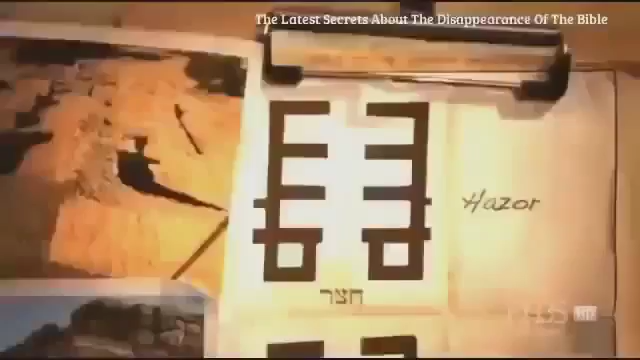 The Latest Secrets About The Disappearance Of The Bible
Hazor
חצר